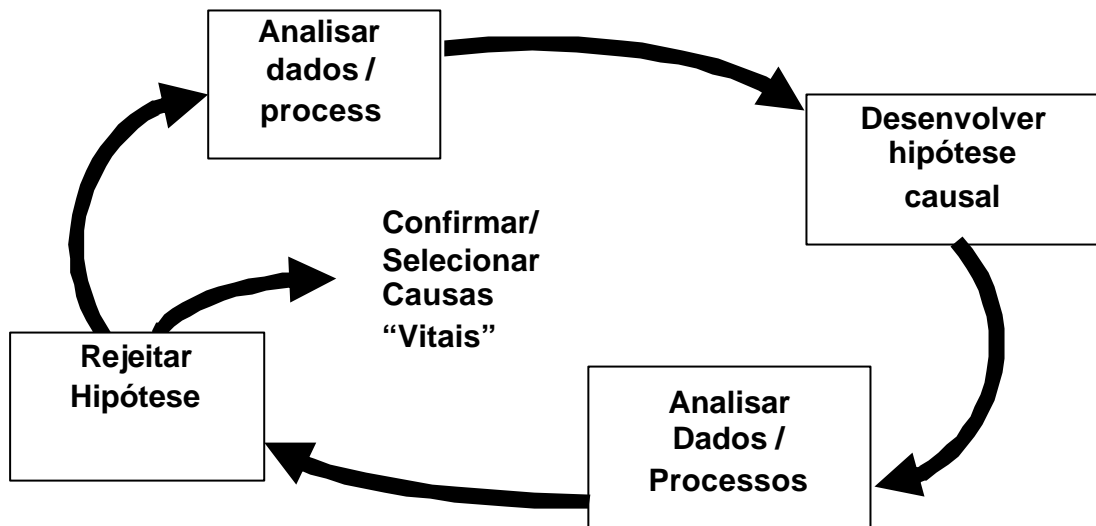 Analisar
dados /
process
Desenvolver
hipótese
causal
Confirmar/
Selecionar
Causas
“Vitais”
Rejeitar
Hipótese
Analisar
Dados /
Processos